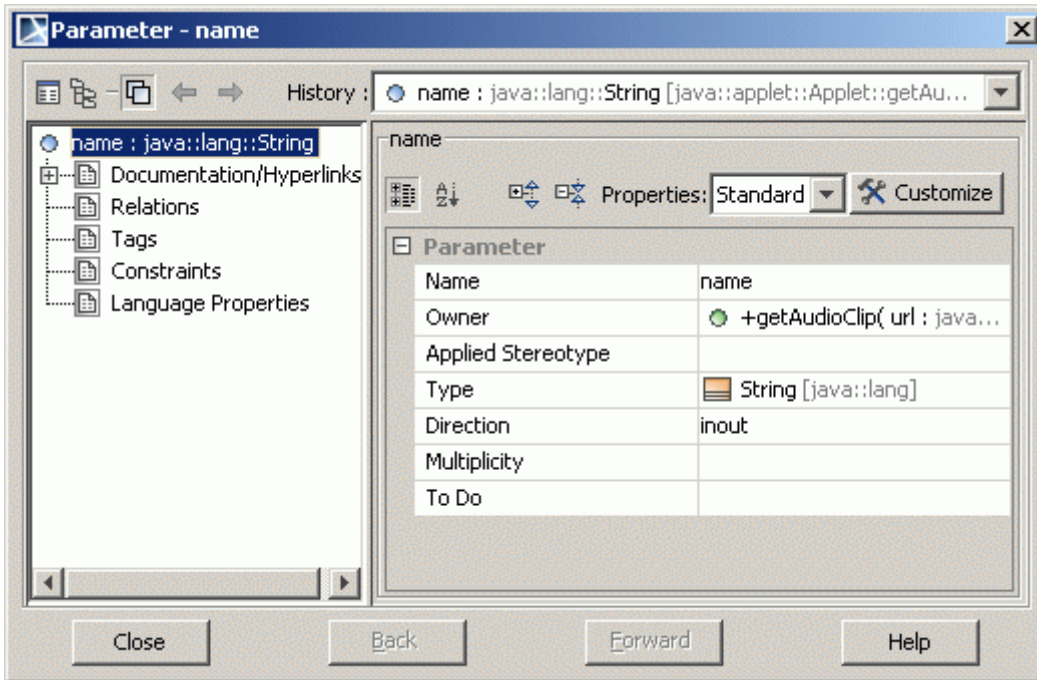 Parameter - name
History : name : java::lang::String [java::applet::Applet::getAu...
name : java::lang::String
Documentation/Hyperlinks
Relations
Tags
Constraints
Language Properties
name
Properties: Standard Customize
Parameter
Name name
Owner +getAudioClip( url : java...
Applied Stereotype
Type String [java::lang]
Direction inout
Multiplicity
To Do
Close Back Forward Help